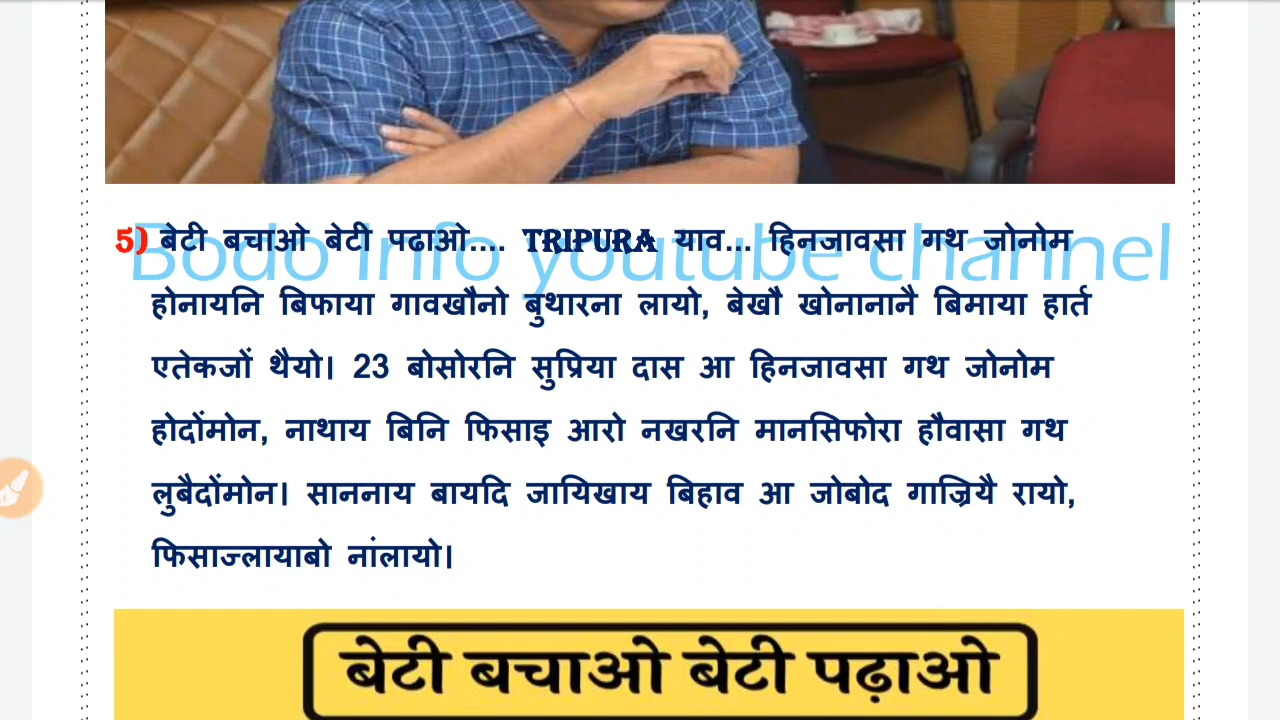 5) बेटी बचाओ बेटी पढाओ.... TRIPURA याव... हिनजावसा गथ जोनोम
Bodo info youtube channel
होनायनि बिफाया गावखौनो बुथारना लायो, बेखौ खोनानानै बिमाया हार्त
एतेकजों थैयो। 23 बोसोरनि सुप्रिया दास आ हिनजावसा गथ जोनोम
होदोंमोन, नाथाय बिनि फिसाइ आरो नखरनि मानसिफोरा हौवासा गथ
लुबैदोंमोन। साननाय बायदि जायिखाय बिहाव आ जोबोद गाज्रियै रायो,
फिसाज्लायाबो नांलायो।
बेटी बचाओ बेटी पढ़ाओ